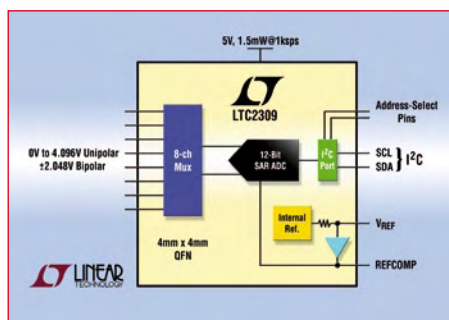 5V, 1.5mW@1ksps
LTC2309
Address-Select
Pins
0V to 4.096V Unipolar
±2.048V Bipolar
8-ch
Mux
12-Bit
SAR ADC
I²C
Port
SCL
SDA
} I²C
Internal
Ref.
VREF
4mm x 4mm
QFN
REFCOMP
LINEAR
TECHNOLOGY